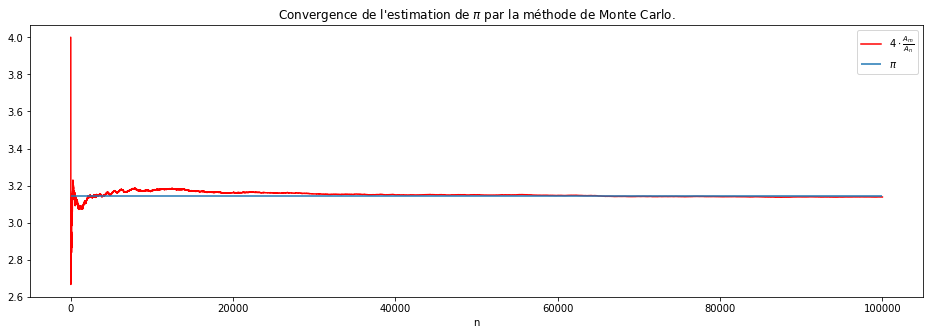 Convergence de l'estimation de π par la méthode de Monte Carlo.
4.0
3.8
3.6
3.4
3.2
3.0
2.8
2.6
4 · Am/An
π
0 20000 40000 60000 80000 100000
n